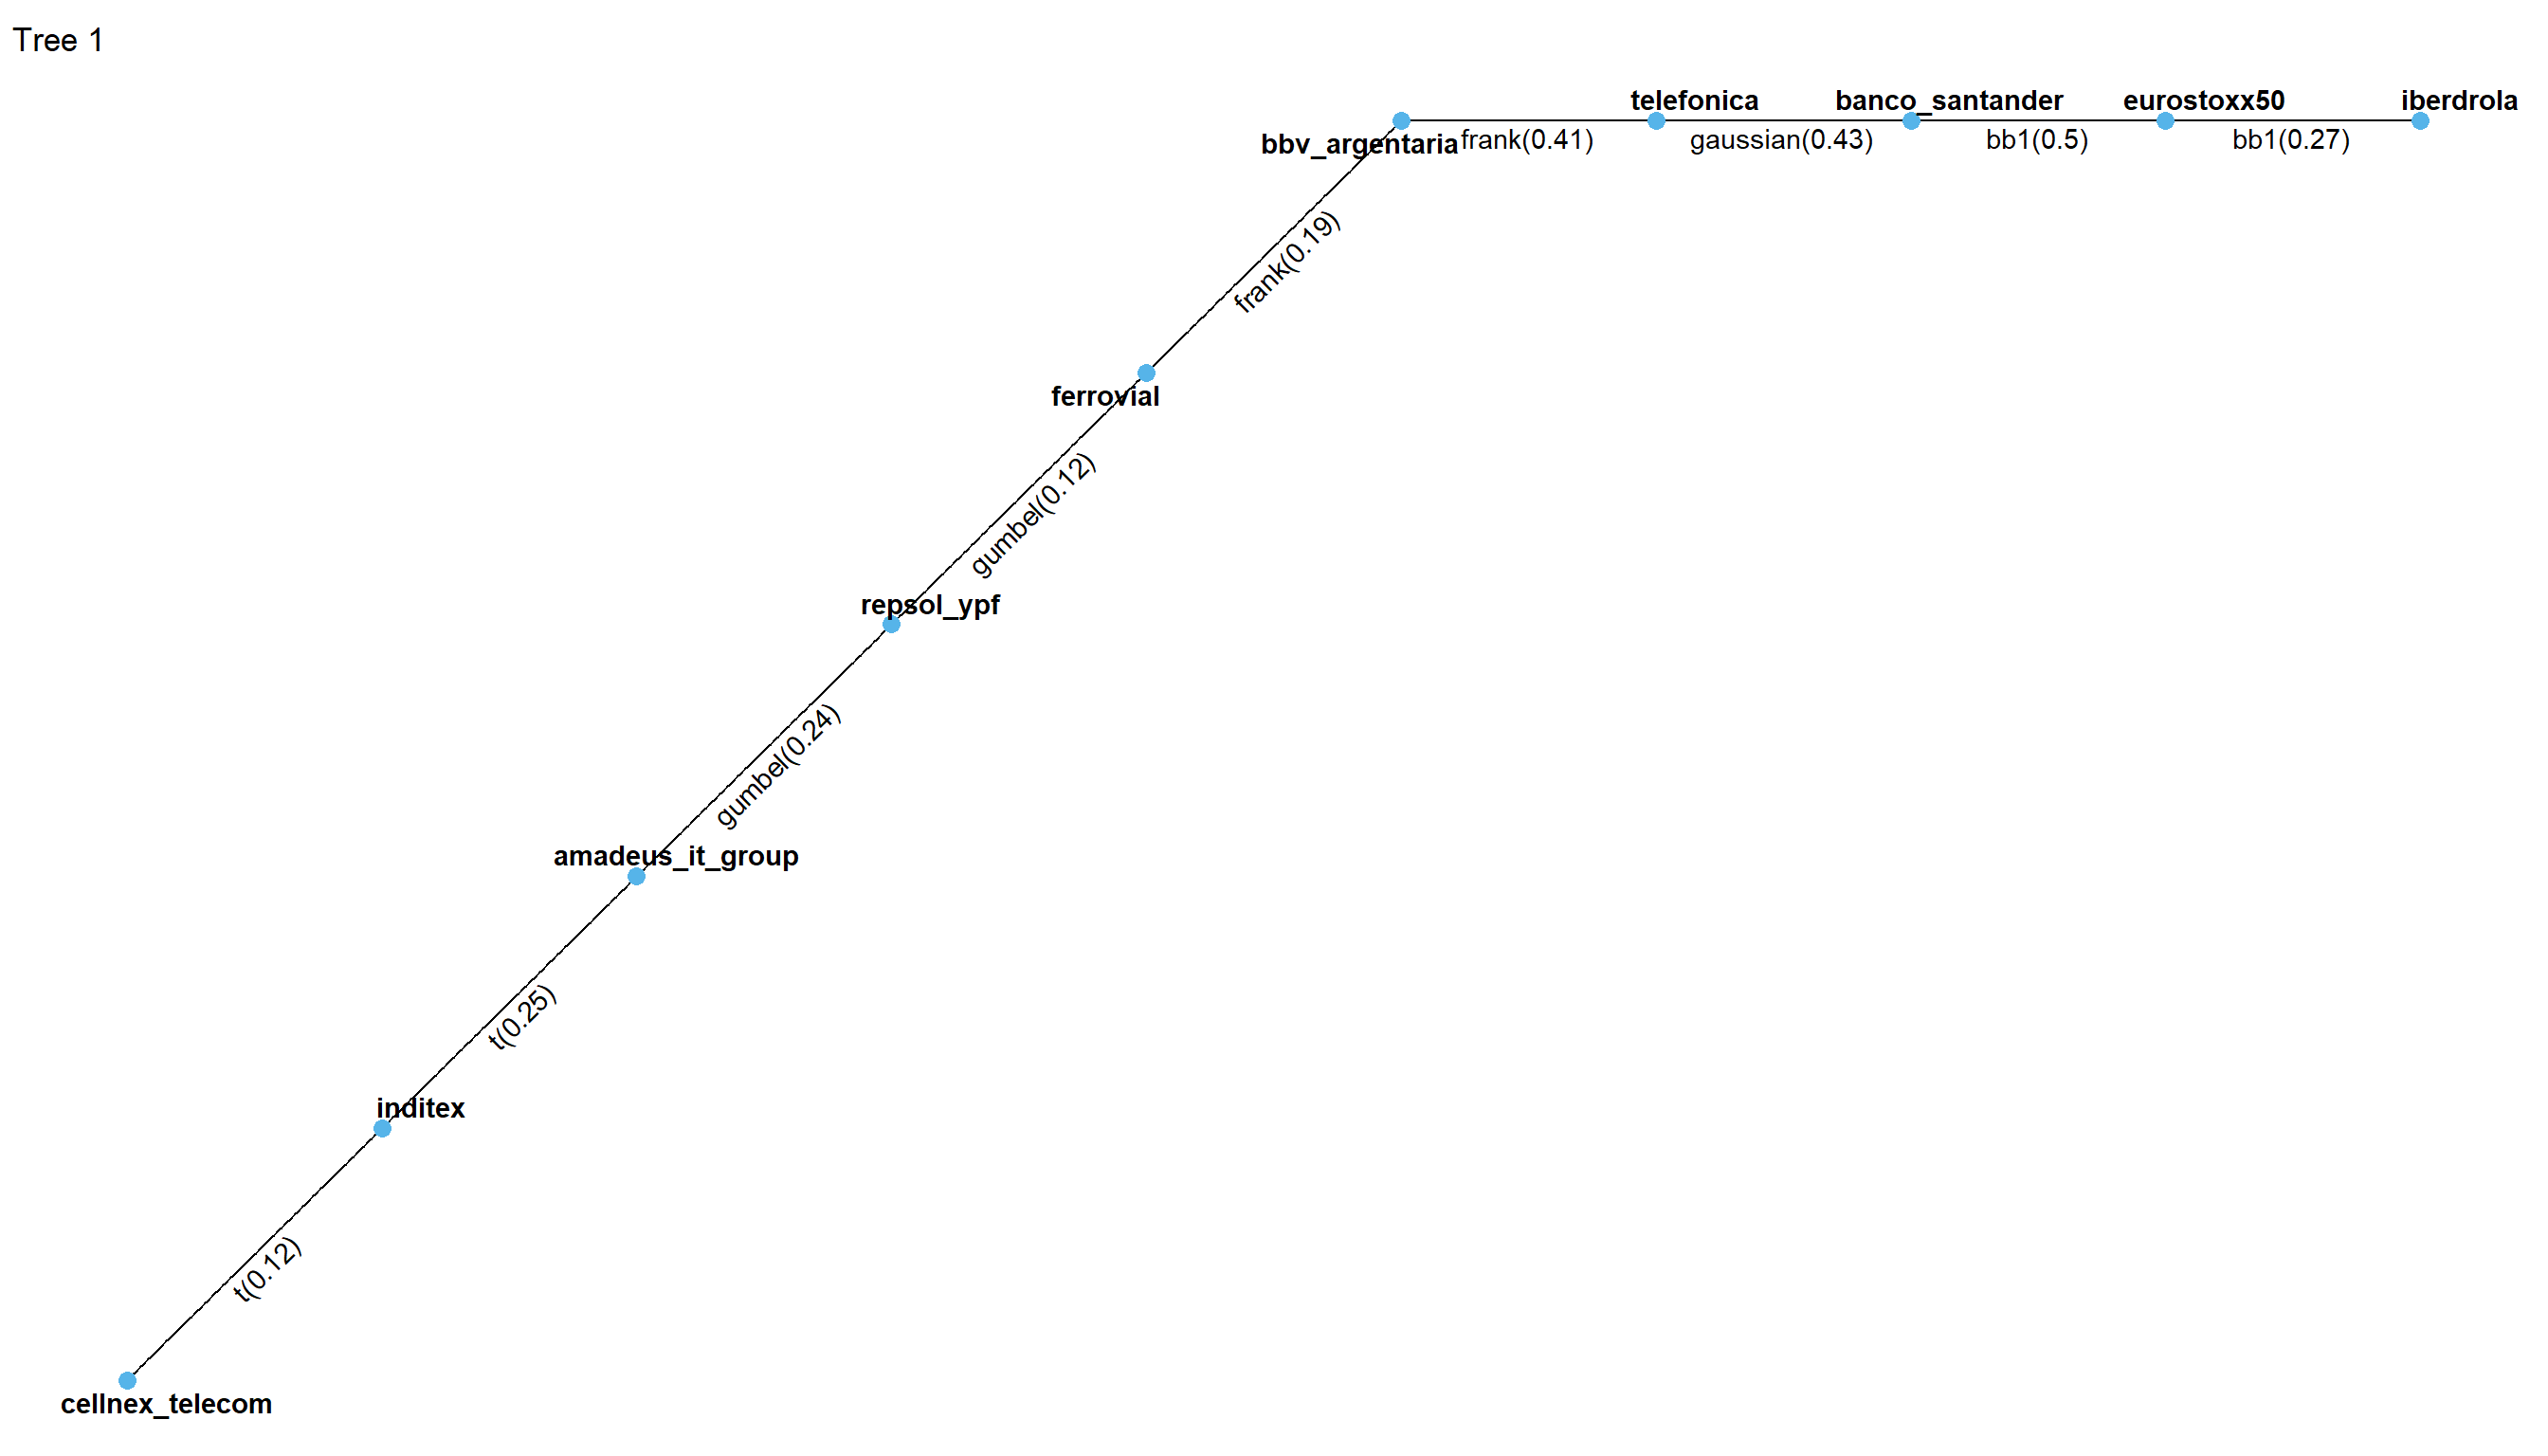 Tree 1
telefonica
banco_santander
eurostoxx50
iberdrola
bbv_argentaria
frank(0.41)
gaussian(0.43)
bb1(0.5)
bb1(0.27)
frank(0.19)
ferrovial
gumbel(0.12)
repsol_ypf
gumbel(0.24)
amadeus_it_group
t(0.25)
inditex
t(0.12)
cellnex_telecom